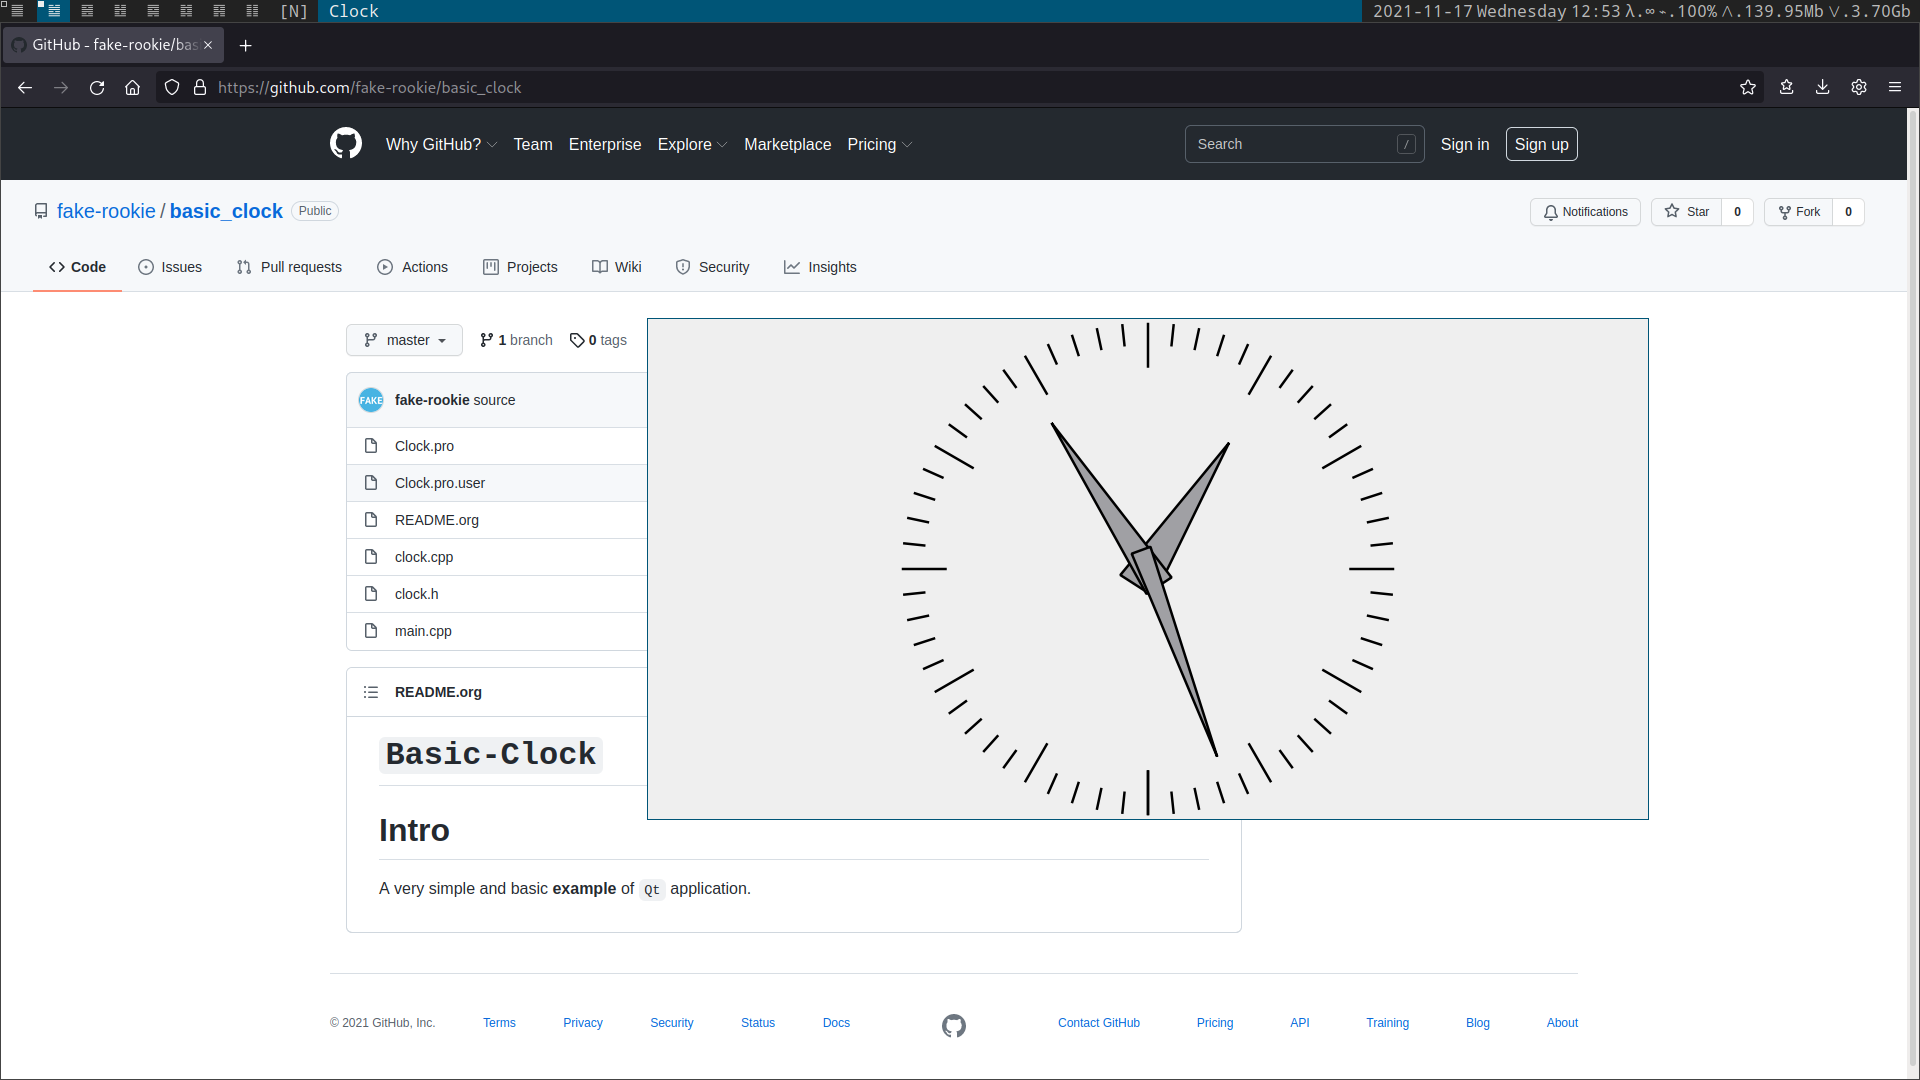 [N] Clock 2021-11-17 Wednesday 12:53 λ.∞ ⌁.100% ∧.139.95Mb ∨.3.70Gb
GitHub - fake-rookie/bas
https://github.com/fake-rookie/basic_clock
Why GitHub? Team Enterprise Explore Marketplace Pricing Search / Sign in Sign up
fake-rookie / basic_clock Public Notifications Star 0 Fork 0
Code Issues Pull requests Actions Projects Wiki Security Insights
master 1 branch 0 tags
FAKE fake-rookie source
Clock.pro
Clock.pro.user
README.org
clock.cpp
clock.h
main.cpp
README.org
Basic-Clock
Intro
A very simple and basic example of Qt application.
© 2021 GitHub, Inc. Terms Privacy Security Status Docs Contact GitHub Pricing API Training Blog About